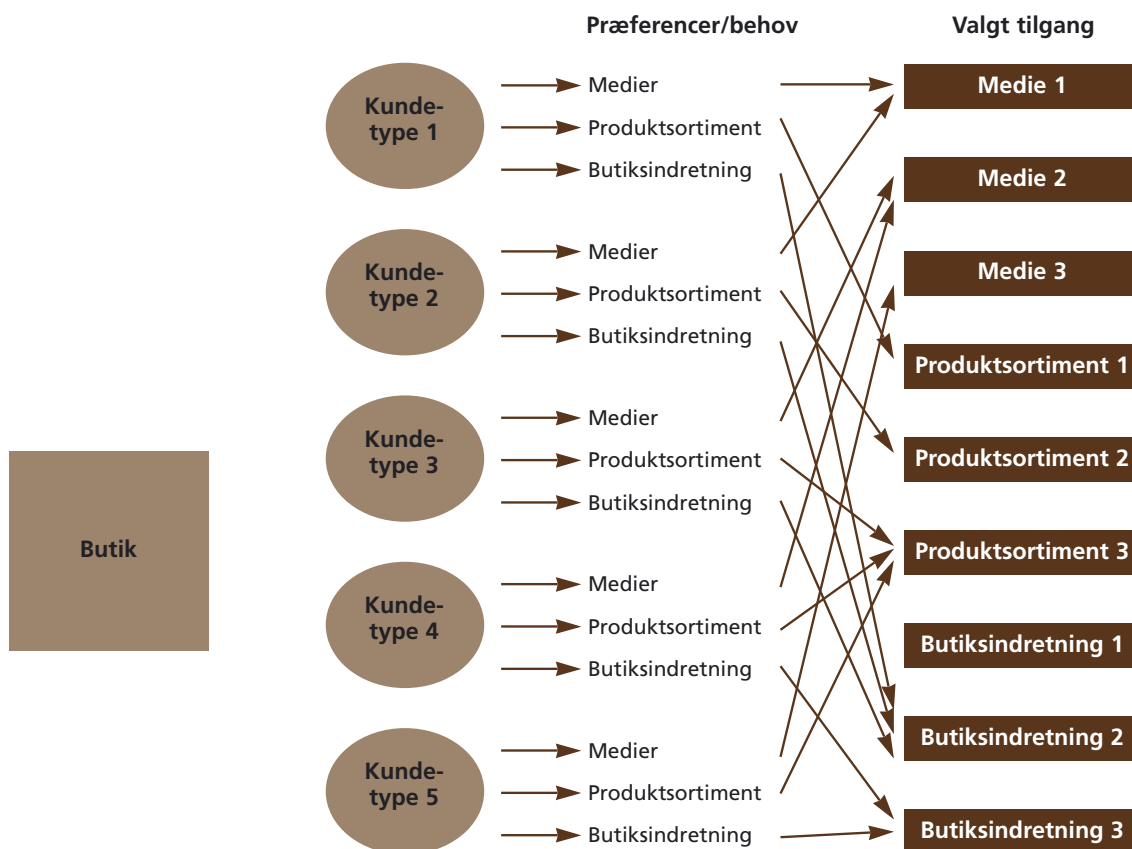 Præferencer/behov
Valgt tilgang
Butik
Kunde-
type 1
Medier
Produktsortiment
Butiksindretning
Kunde-
type 2
Medier
Produktsortiment
Butiksindretning
Kunde-
type 3
Medier
Produktsortiment
Butiksindretning
Kunde-
type 4
Medier
Produktsortiment
Butiksindretning
Kunde-
type 5
Medier
Produktsortiment
Butiksindretning
Medie 1
Medie 2
Medie 3
Produktsortiment 1
Produktsortiment 2
Produktsortiment 3
Butiksindretning 1
Butiksindretning 2
Butiksindretning 3